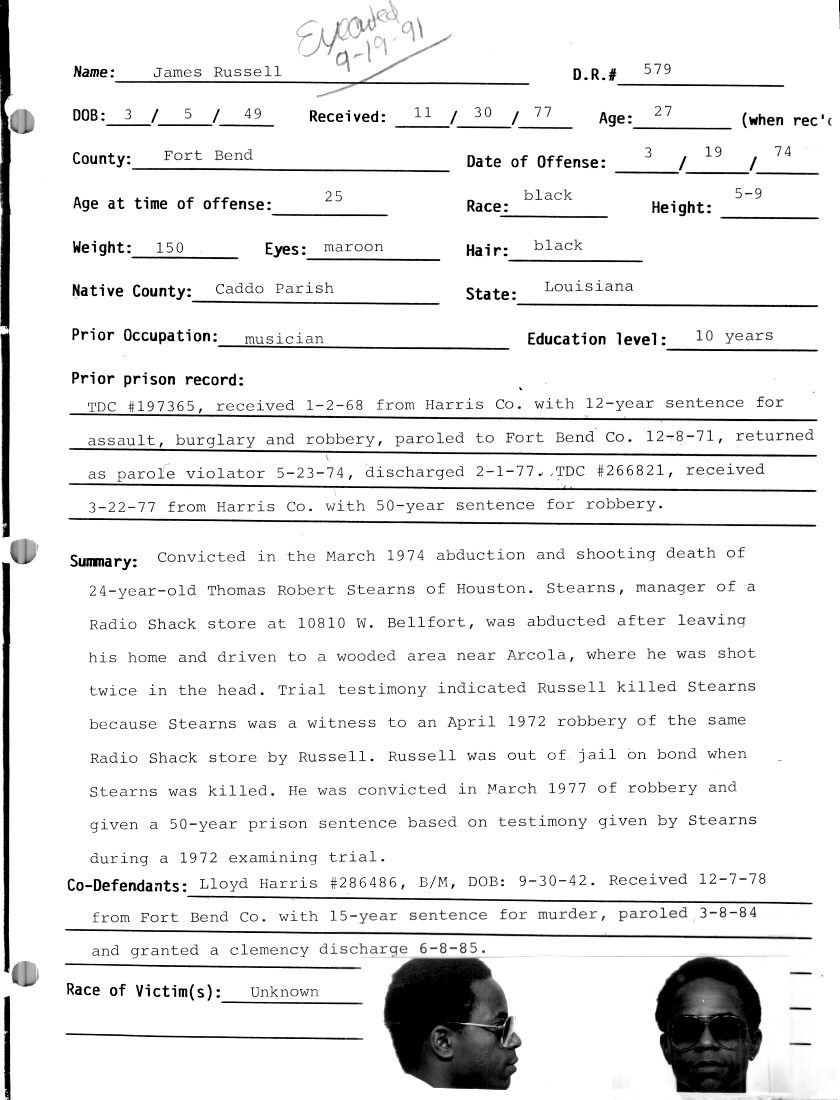 Executed
9-19-91
Name: James Russell D.R.# 579
DOB: 3 / 5 / 49 Received: 11 / 30 / 77 Age: 27 (when rec'
County: Fort Bend Date of Offense: 3 / 19 / 74
Age at time of offense: 25 Race: black Height: 5-9
Weight: 150 Eyes: maroon Hair: black
Native County: Caddo Parish State: Louisiana
Prior Occupation: musician Education level: 10 years
Prior prison record:
TDC #197365, received 1-2-68 from Harris Co. with 12-year sentence for
assault, burglary and robbery, paroled to Fort Bend Co. 12-8-71, returned
as parole violator 5-23-74, discharged 2-1-77. TDC #266821, received
3-22-77 from Harris Co. with 50-year sentence for robbery.
Summary: Convicted in the March 1974 abduction and shooting death of
24-year-old Thomas Robert Stearns of Houston. Stearns, manager of a
Radio Shack store at 10810 W. Bellfort, was abducted after leaving
his home and driven to a wooded area near Arcola, where he was shot
twice in the head. Trial testimony indicated Russell killed Stearns
because Stearns was a witness to an April 1972 robbery of the same
Radio Shack store by Russell. Russell was out of jail on bond when
Stearns was killed. He was convicted in March 1977 of robbery and
given a 50-year prison sentence based on testimony given by Stearns
during a 1972 examining trial.
Co-Defendants: Lloyd Harris #286486, B/M, DOB: 9-30-42. Received 12-7-78
from Fort Bend Co. with 15-year sentence for murder, paroled 3-8-84
and granted a clemency discharge 6-8-85.
Race of Victim(s): Unknown